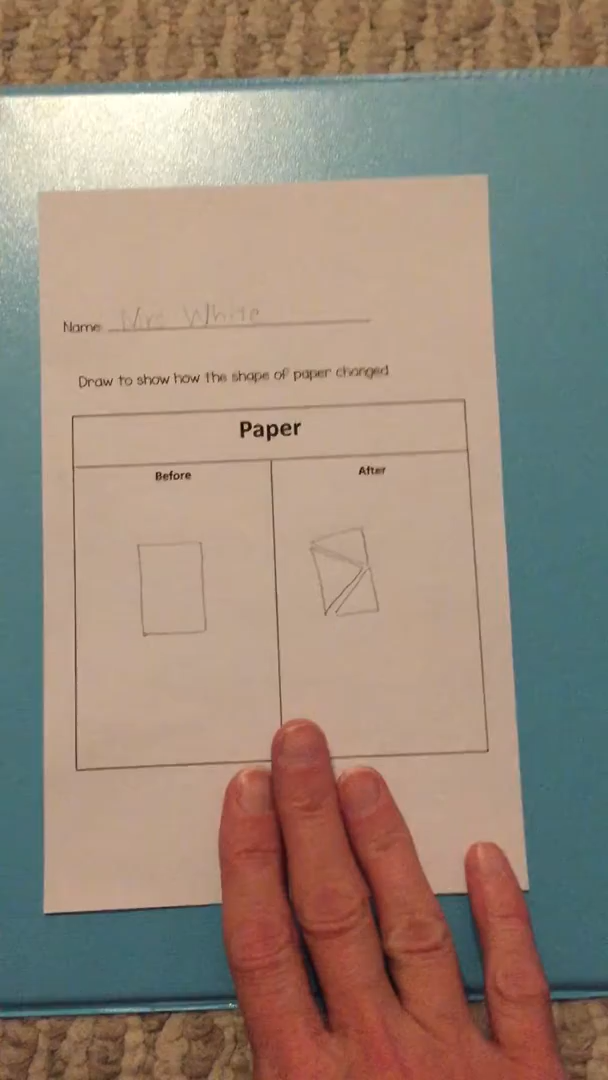 Name Mrs White
Draw to show how the shape of paper changed
Paper
Before
After